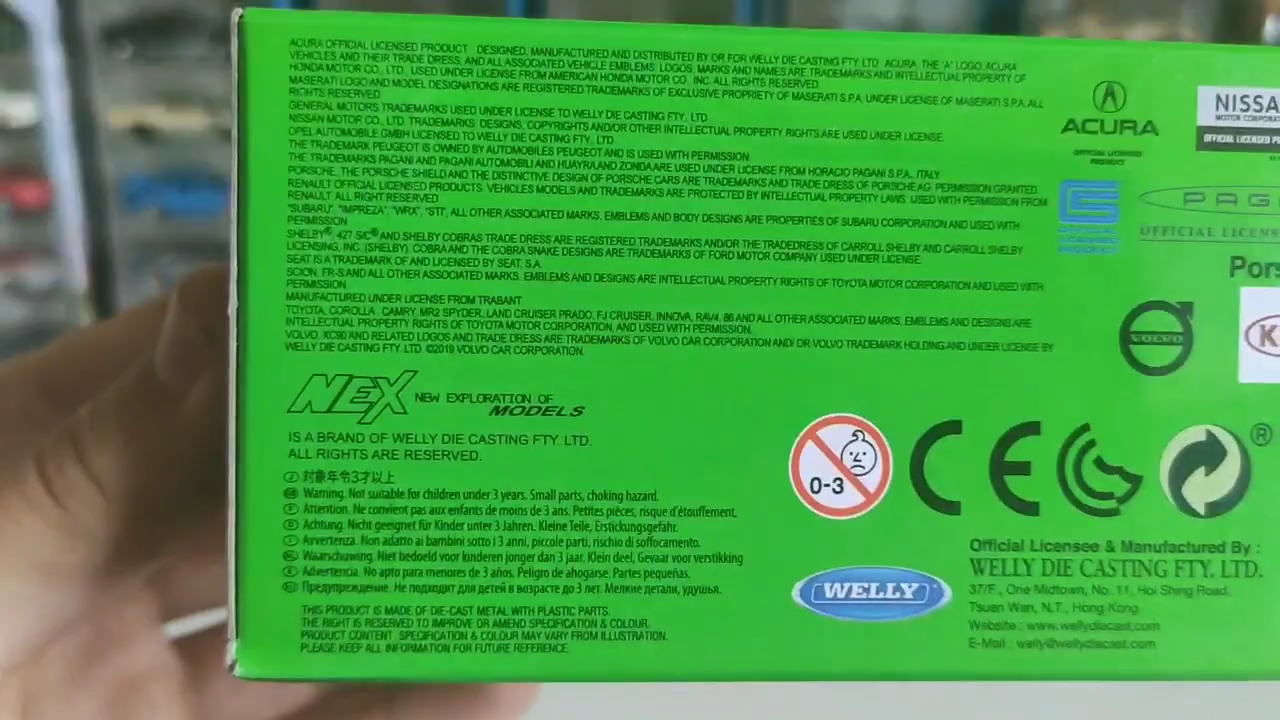 ACURA OFFICIAL LICENSED PRODUCT. DESIGNED, MANUFACTURED AND DISTRIBUTED BY OR FOR WELLY DIE CASTING FTY. LTD. ACURA, THE "A" LOGO, ACURA
VEHICLES AND THEIR TRADE DRESS, AND ALL ASSOCIATED VEHICLE EMBLEMS, LOGOS, MARKS AND NAMES ARE TRADEMARKS AND INTELLECTUAL PROPERTY OF
HONDA MOTOR CO., LTD., USED UNDER LICENSE FROM AMERICAN HONDA MOTOR CO., INC. ALL RIGHTS RESERVED.
MASERATI LOGO AND MODEL DESIGNATIONS ARE REGISTERED TRADEMARKS OF EXCLUSIVE PROPRIETY OF MASERATI S.P.A. UNDER LICENSE OF MASERATI S.P.A. ALL
RIGHTS RESERVED.
GENERAL MOTORS TRADEMARKS USED UNDER LICENSE TO WELLY DIE CASTING FTY., LTD.
NISSAN MOTOR CO., LTD. TRADEMARKS, DESIGNS, COPYRIGHTS AND/OR OTHER INTELLECTUAL PROPERTY RIGHTS ARE USED UNDER LICENSE.
OPEL AUTOMOBILE GMBH LICENSED TO WELLY DIE CASTING FTY., LTD
THE TRADEMARK PEUGEOT IS OWNED BY AUTOMOBILES PEUGEOT AND IS USED WITH PERMISSION.
THE TRADEMARKS PAGANI AND PAGANI AUTOMOBILI AND HUAYRA AND ZONDA ARE USED UNDER LICENSE FROM HORACIO PAGANI S.P.A., ITALY
PORSCHE, THE PORSCHE SHIELD AND THE DISTINCTIVE DESIGN OF PORSCHE CARS ARE TRADEMARKS AND TRADE DRESS OF PORSCHE AG. PERMISSION GRANTED.
RENAULT OFFICIAL LICENSED PRODUCTS. VEHICLES MODELS AND TRADEMARKS ARE PROTECTED BY INTELLECTUAL PROPERTY LAWS. USED WITH PERMISSION FROM
RENAULT ALL RIGHT RESERVED
"SUBARU", "IMPREZA", "WRX", "STI", ALL OTHER ASSOCIATED MARKS, EMBLEMS AND BODY DESIGNS ARE PROPERTIES OF SUBARU CORPORATION AND USED WITH
PERMISSION
SHELBY®, 427 S/C® AND SHELBY COBRAS TRADE DRESS ARE REGISTERED TRADEMARKS AND/OR THE TRADEDRESS OF CARROLL SHELBY AND CARROLL SHELBY
LICENSING, INC. (SHELBY). COBRA AND THE COBRA SNAKE DESIGNS ARE TRADEMARKS OF FORD MOTOR COMPANY USED UNDER LICENSE.
SEAT IS A TRADEMARK OF AND LICENSED BY SEAT, S.A.
SCION, FR-S AND ALL OTHER ASSOCIATED MARKS, EMBLEMS AND DESIGNS ARE INTELLECTUAL PROPERTY RIGHTS OF TOYOTA MOTOR CORPORATION AND USED WITH
PERMISSION.
MANUFACTURED UNDER LICENSE FROM TRABANT
TOYOTA, COROLLA, CAMRY, MR2 SPYDER, LAND CRUISER PRADO, FJ CRUISER, INNOVA, RAV4, 86 AND ALL OTHER ASSOCIATED MARKS, EMBLEMS AND DESIGNS ARE
INTELLECTUAL PROPERTY RIGHTS OF TOYOTA MOTOR CORPORATION, AND USED WITH PERMISSION.
VOLVO, XC90 AND RELATED LOGOS AND TRADE DRESS ARE TRADEMARKS OF VOLVO CAR CORPORATION AND/ OR VOLVO TRADEMARK HOLDING AND UNDER LICENSE BY
WELLY DIE CASTING FTY. LTD. ©2019 VOLVO CAR CORPORATION.
ACURA
OFFICIAL LICENSED
PRODUCT
NISSA
MOTOR CORPORAT
OFFICIAL LICENSED P
OFFICIAL
LICENSED
PRODUCT
PAG
OFFICIAL LICENS
Pors
VOLVO
K
NEX NEW EXPLORATION OF
MODELS
IS A BRAND OF WELLY DIE CASTING FTY. LTD.
ALL RIGHTS ARE RESERVED.
J 対象年令3才以上
GB Warning. Not suitable for children under 3 years. Small parts, choking hazard.
F Attention. Ne convient pas aux enfants de moins de 3 ans. Petites pièces, risque d'étouffement.
D Achtung. Nicht geeignet für Kinder unter 3 Jahren. Kleine Teile, Erstickungsgefahr.
I Avvertenza. Non adatto ai bambini sotto i 3 anni, piccole parti, rischio di soffocamento.
NL Waarschuwing. Niet bedoeld voor kinderen jonger dan 3 jaar. Klein deel, Gevaar voor verstikking
E Advertencia. No apto para menores de 3 años. Peligro de ahogarse. Partes pequeñas.
Предупреждение. Не подходит для детей в возрасте до 3 лет. Мелкие детали, удушья.
THIS PRODUCT IS MADE OF DIE-CAST METAL WITH PLASTIC PARTS.
THE RIGHT IS RESERVED TO IMPROVE OR AMEND SPECIFICATION & COLOUR.
PRODUCT CONTENT, SPECIFICATION & COLOUR MAY VARY FROM ILLUSTRATION.
PLEASE KEEP ALL INFORMATION FOR FUTURE REFERENCE.
0-3
CE
®
WELLY
Official Licensee & Manufactured By :
WELLY DIE CASTING FTY. LTD.
37/F., One Midtown, No. 11, Hoi Shing Road,
Tsuen Wan, N.T., Hong Kong.
Website : www.wellydiecast.com
E-Mail : welly@wellydiecast.com